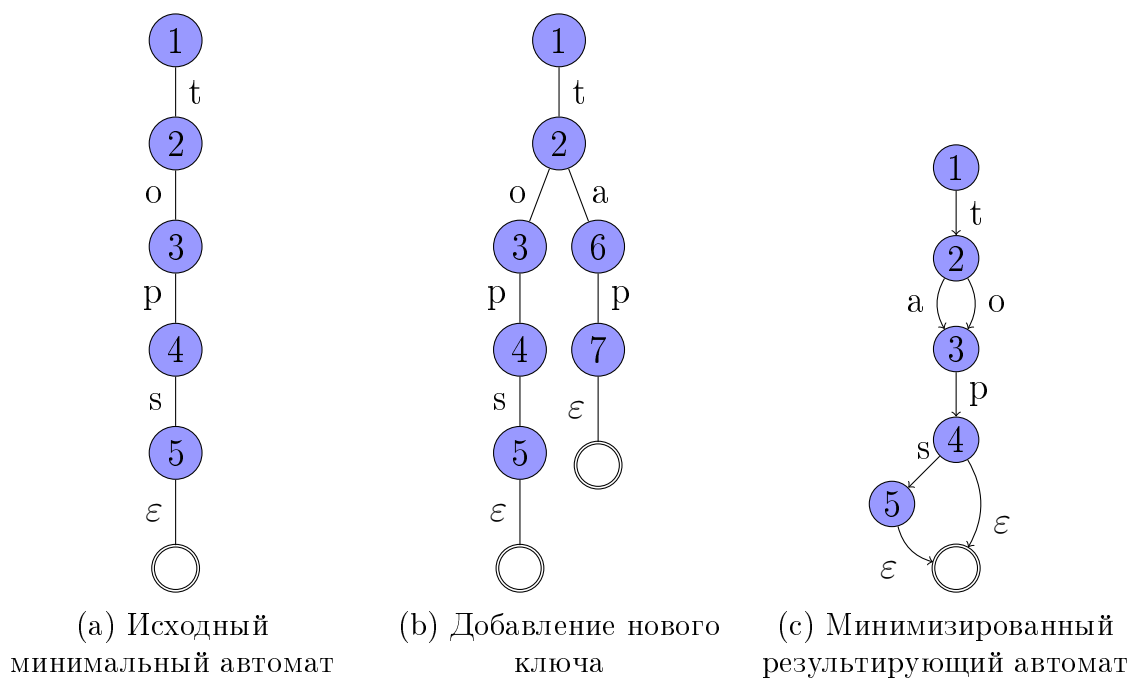 1
t
2
o
3
p
4
s
5
ε
(a) Исходный
минимальный автомат
1
t
2
o a
3 6
p p
4 7
s ε
5
ε
(b) Добавление нового
ключа
1
t
2
a o
3
p
4
s
5 ε
ε
(c) Минимизированный
результирующий автомат